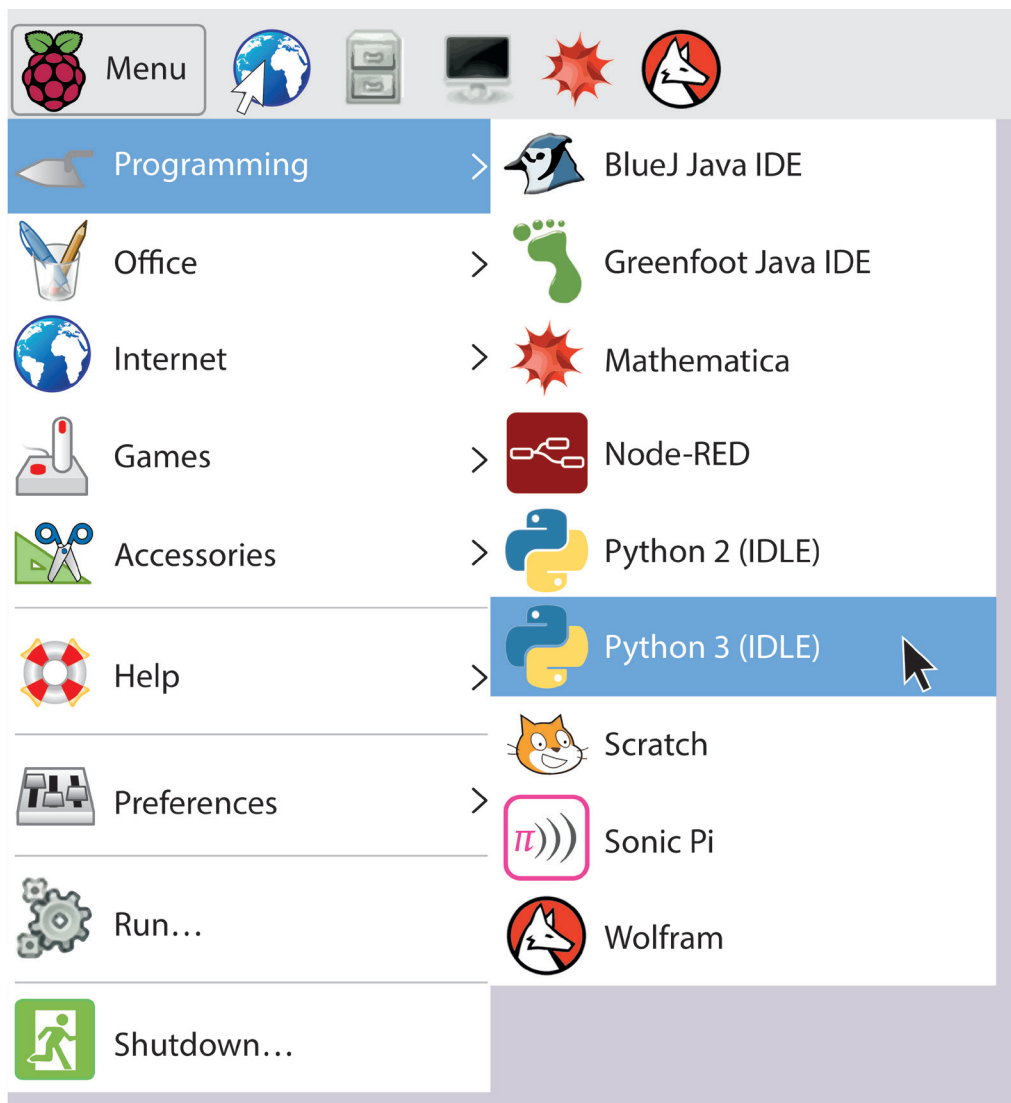 Menu
Programming
Office
Internet
Games
Accessories
Help
Preferences
Run...
Shutdown...
BlueJ Java IDE
Greenfoot Java IDE
Mathematica
Node-RED
Python 2 (IDLE)
Python 3 (IDLE)
Scratch
π)))
Sonic Pi
Wolfram